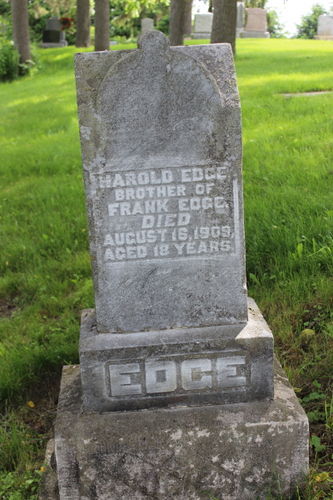 HAROLD EDGE
BROTHER OF
FRANK EDGE
DIED
AUGUST 16, 1909
AGED 18 YEARS
EDGE